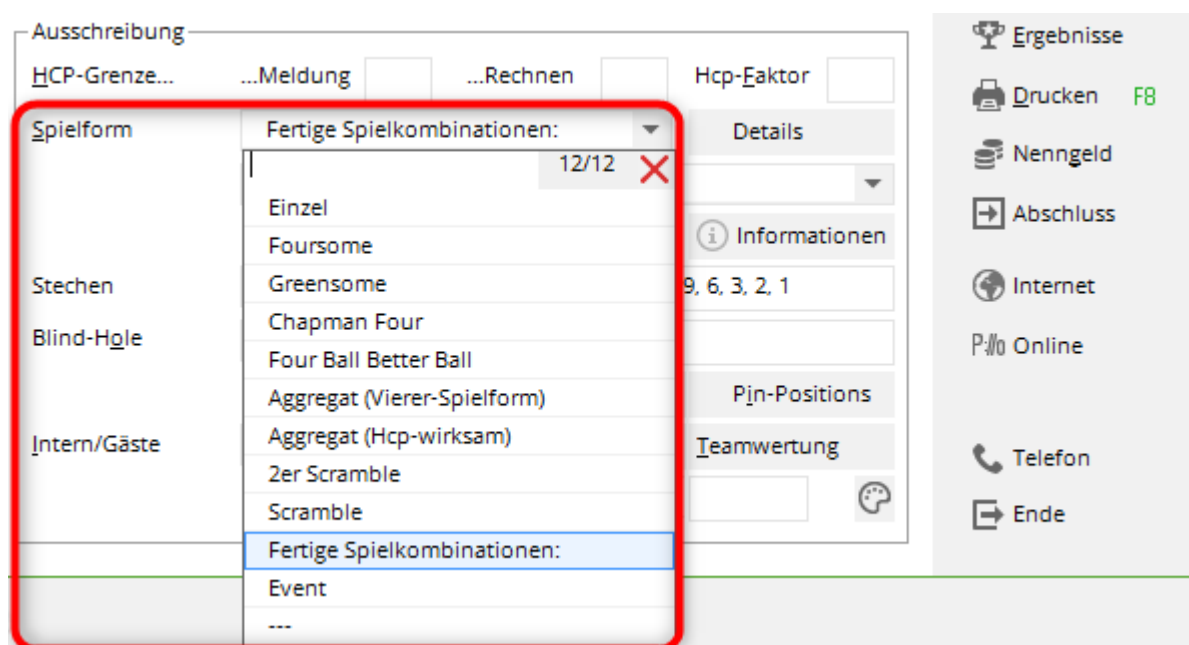 Ausschreibung
HCP-Grenze... ...Meldung ...Rechnen Hcp-Faktor
Spielform Fertige Spielkombinationen: Details
12/12
Einzel
Foursome Informationen
Stechen Greensome 9, 6, 3, 2, 1
Chapman Four
Blind-Hole Four Ball Better Ball
Aggregat (Vierer-Spielform) Pin-Positions
Intern/Gäste Aggregat (Hcp-wirksam) Teamwertung
2er Scramble
Scramble
Fertige Spielkombinationen:
Event
---
Ergebnisse
Drucken F8
Nenngeld
Abschluss
Internet
P:// Online
Telefon
Ende